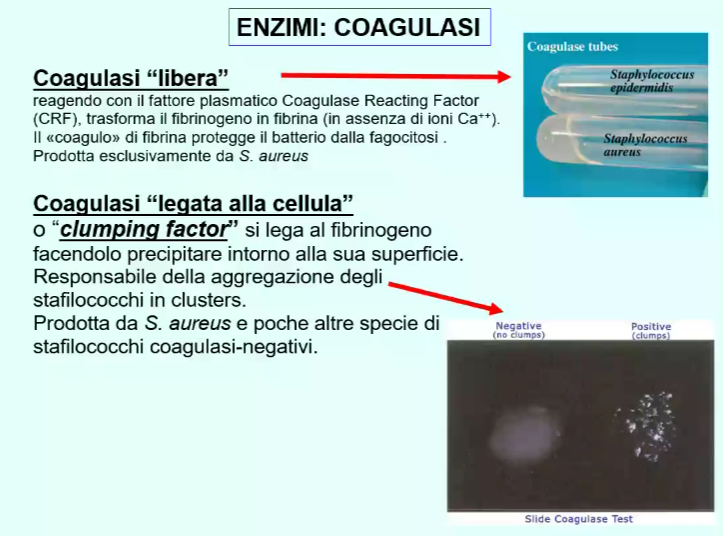 ENZIMI: COAGULASI
Coagulasi “libera”
reagendo con il fattore plasmatico Coagulase Reacting Factor
(CRF), trasforma il fibrinogeno in fibrina (in assenza di ioni Ca⁺⁺).
Il «coagulo» di fibrina protegge il batterio dalla fagocitosi .
Prodotta esclusivamente da S. aureus
Coagulase tubes
Staphylococcus
epidermidis
Staphylococcus
aureus
Coagulasi “legata alla cellula”
o “clumping factor” si lega al fibrinogeno
facendolo precipitare intorno alla sua superficie.
Responsabile della aggregazione degli
stafilococchi in clusters.
Prodotta da S. aureus e poche altre specie di
stafilococchi coagulasi-negativi.
Negative
(no clumps)
Positive
(clumps)
Slide Coagulase Test